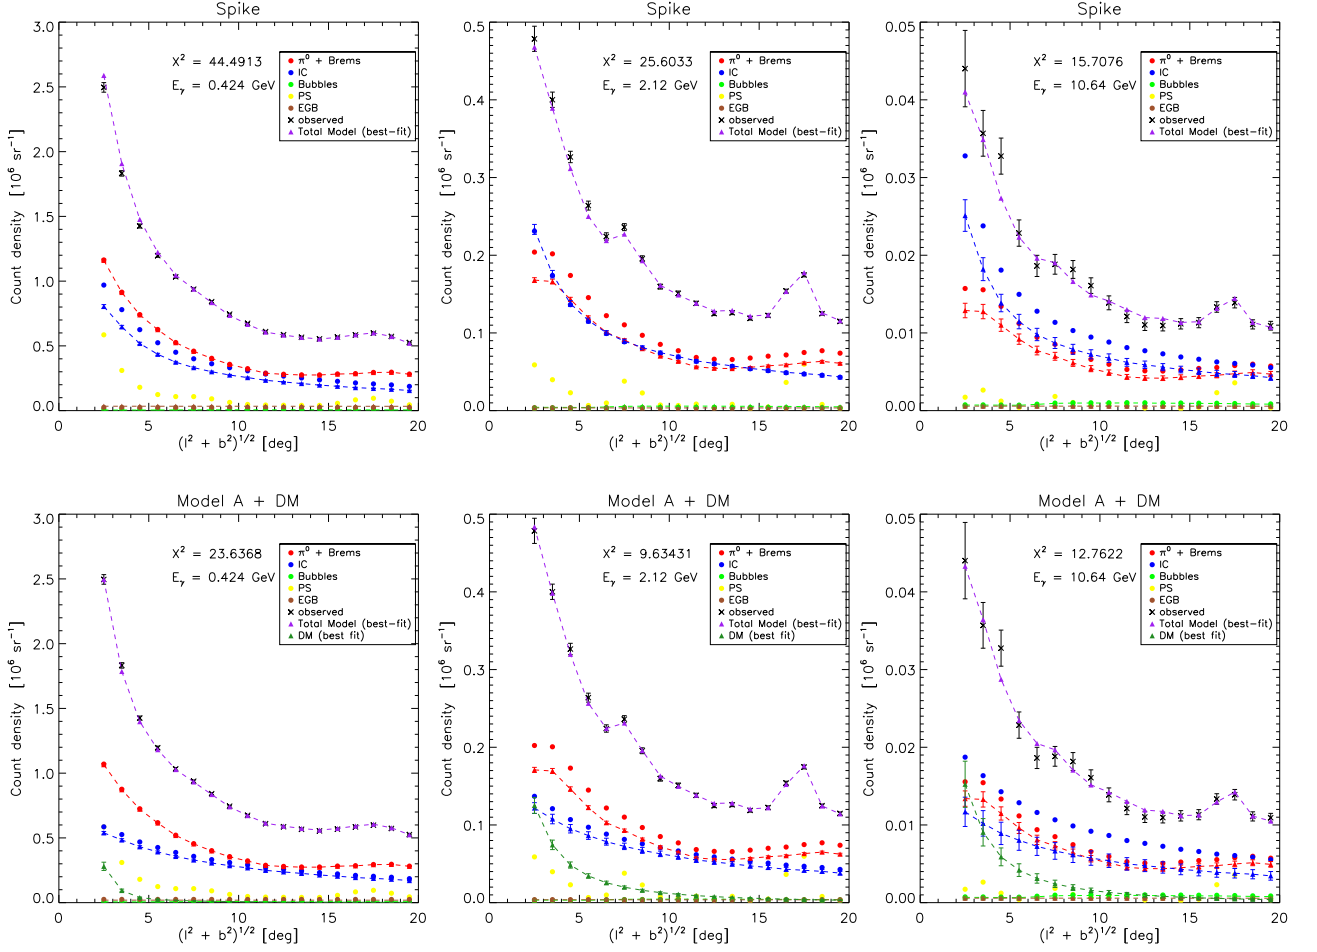 Spike
X² = 44.4913
Eγ = 0.424 GeV
π⁰ + Brems
IC
Bubbles
PS
EGB
observed
Total Model (best-fit)
Count density [10⁶ sr⁻¹]
3.0
2.5
2.0
1.5
1.0
0.5
0.0
0 5 10 15 20
(l² + b²)¹/² [deg]
Spike
X² = 25.6033
Eγ = 2.12 GeV
π⁰ + Brems
IC
Bubbles
PS
EGB
observed
Total Model (best-fit)
Count density [10⁶ sr⁻¹]
0.5
0.4
0.3
0.2
0.1
0.0
0 5 10 15 20
(l² + b²)¹/² [deg]
Spike
X² = 15.7076
Eγ = 10.64 GeV
π⁰ + Brems
IC
Bubbles
PS
EGB
observed
Total Model (best-fit)
Count density [10⁶ sr⁻¹]
0.05
0.04
0.03
0.02
0.01
0.00
0 5 10 15 20
(l² + b²)¹/² [deg]
Model A + DM
X² = 23.6368
Eγ = 0.424 GeV
π⁰ + Brems
IC
Bubbles
PS
EGB
observed
Total Model (best-fit)
DM (best fit)
Count density [10⁶ sr⁻¹]
3.0
2.5
2.0
1.5
1.0
0.5
0.0
0 5 10 15 20
(l² + b²)¹/² [deg]
Model A + DM
X² = 9.63431
Eγ = 2.12 GeV
π⁰ + Brems
IC
Bubbles
PS
EGB
observed
Total Model (best-fit)
DM (best fit)
Count density [10⁶ sr⁻¹]
0.5
0.4
0.3
0.2
0.1
0.0
0 5 10 15 20
(l² + b²)¹/² [deg]
Model A + DM
X² = 12.7622
Eγ = 10.64 GeV
π⁰ + Brems
IC
Bubbles
PS
EGB
observed
Total Model (best-fit)
DM (best fit)
Count density [10⁶ sr⁻¹]
0.05
0.04
0.03
0.02
0.01
0.00
0 5 10 15 20
(l² + b²)¹/² [deg]